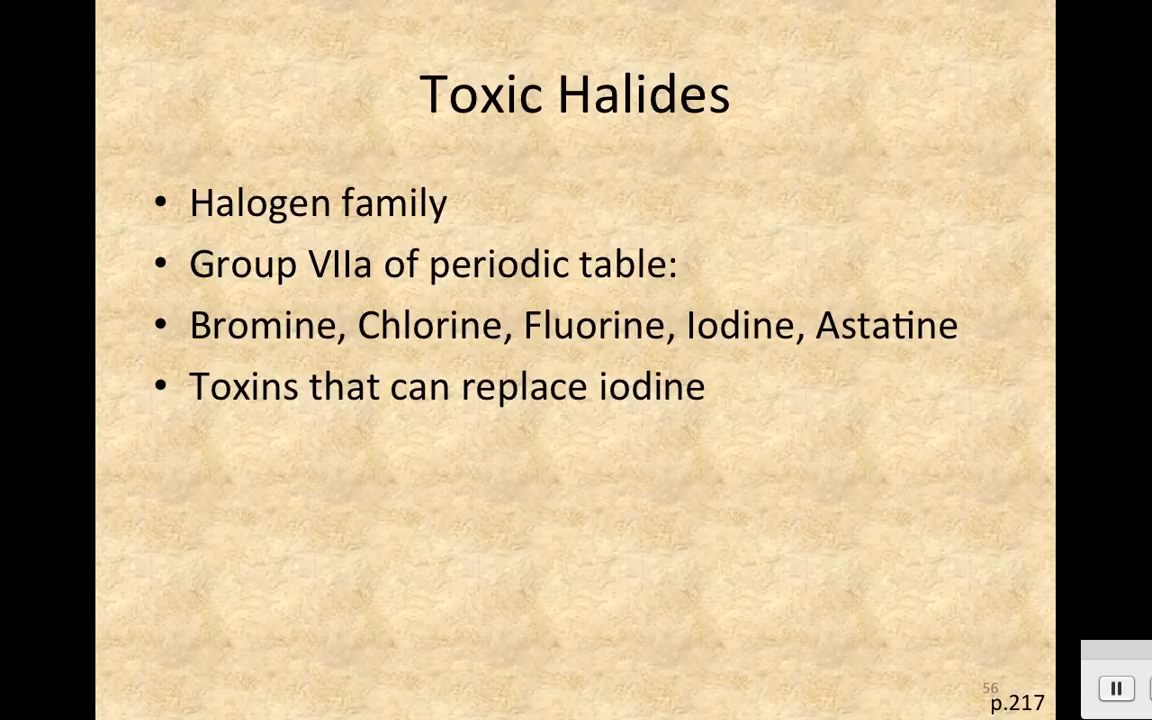 Toxic Halides
• Halogen family
• Group VIIa of periodic table:
• Bromine, Chlorine, Fluorine, Iodine, Astatine
• Toxins that can replace iodine
56
p.217